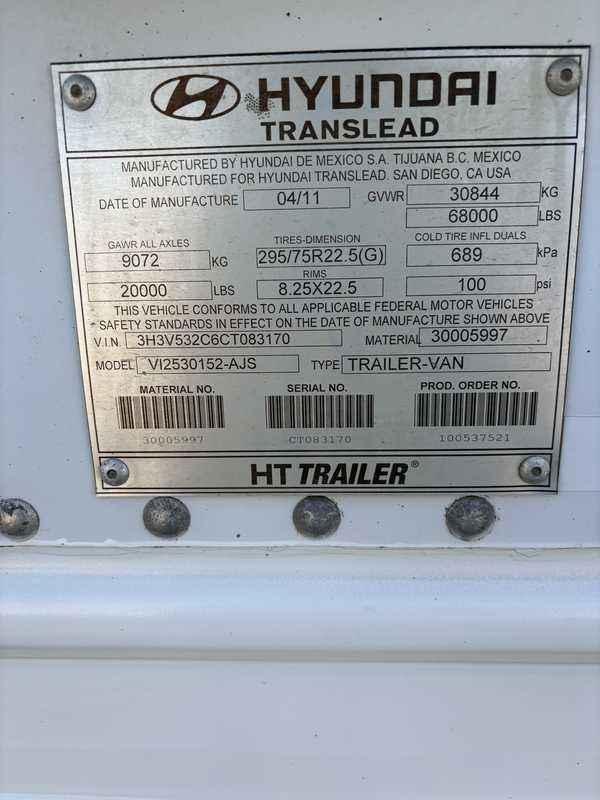 HYUNDAI
TRANSLEAD
MANUFACTURED BY HYUNDAI DE MEXICO S.A. TIJUANA B.C. MEXICO
MANUFACTURED FOR HYUNDAI TRANSLEAD. SAN DIEGO, CA USA
DATE OF MANUFACTURE 04/11 GVWR 30844 KG
68000 LBS
GAWR ALL AXLES TIRES-DIMENSION COLD TIRE INFL DUALS
9072 KG 295/75R22.5(G) 689 kPa
RIMS
20000 LBS 8.25X22.5 100 psi
THIS VEHICLE CONFORMS TO ALL APPLICABLE FEDERAL MOTOR VEHICLES
SAFETY STANDARDS IN EFFECT ON THE DATE OF MANUFACTURE SHOWN ABOVE
V.I.N. 3H3V532C6CT083170 MATERIAL 30005997
MODEL VI2530152-AJS TYPE TRAILER-VAN
MATERIAL NO. SERIAL NO. PROD. ORDER NO.
30005997 CT083170 100537521
HT TRAILER®